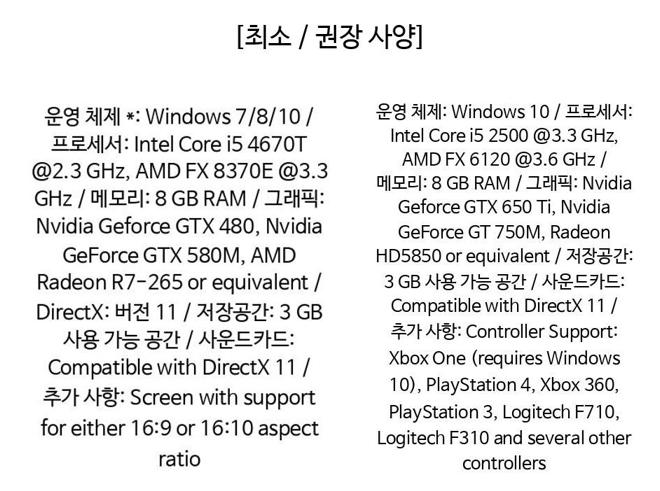 [최소 / 권장 사양]
운영 체제 *: Windows 7/8/10 /
프로세서: Intel Core i5 4670T
@2.3 GHz, AMD FX 8370E @3.3
GHz / 메모리: 8 GB RAM / 그래픽:
Nvidia Geforce GTX 480, Nvidia
GeForce GTX 580M, AMD
Radeon R7-265 or equivalent /
DirectX: 버전 11 / 저장공간: 3 GB
사용 가능 공간 / 사운드카드:
Compatible with DirectX 11 /
추가 사항: Screen with support
for either 16:9 or 16:10 aspect
ratio
운영 체제: Windows 10 / 프로세서:
Intel Core i5 2500 @3.3 GHz,
AMD FX 6120 @3.6 GHz /
메모리: 8 GB RAM / 그래픽: Nvidia
Geforce GTX 650 Ti, Nvidia
GeForce GT 750M, Radeon
HD5850 or equivalent / 저장공간:
3 GB 사용 가능 공간 / 사운드카드:
Compatible with DirectX 11 /
추가 사항: Controller Support:
Xbox One (requires Windows
10), PlayStation 4, Xbox 360,
PlayStation 3, Logitech F710,
Logitech F310 and several other
controllers